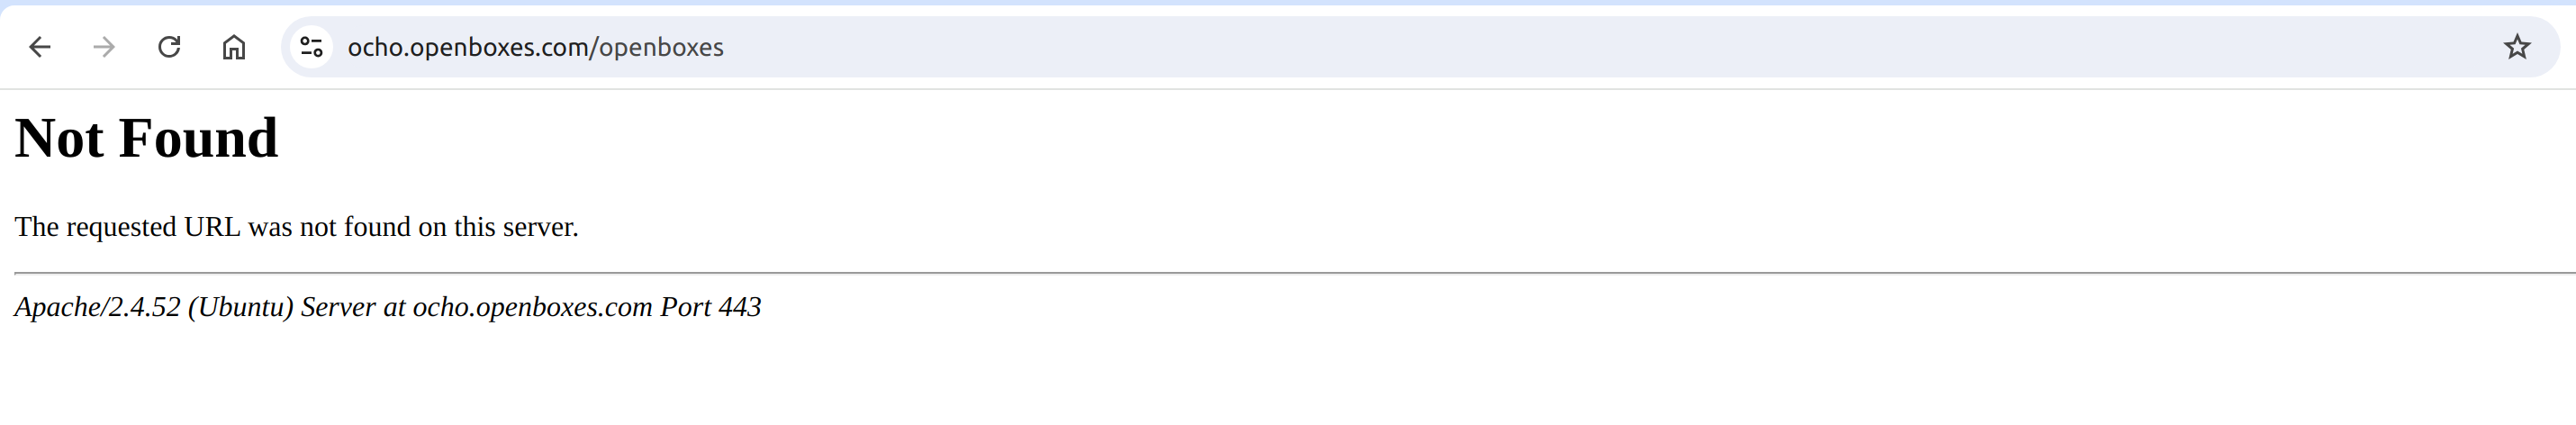 ocho.openboxes.com/openboxes
Not Found
The requested URL was not found on this server.
Apache/2.4.52 (Ubuntu) Server at ocho.openboxes.com Port 443